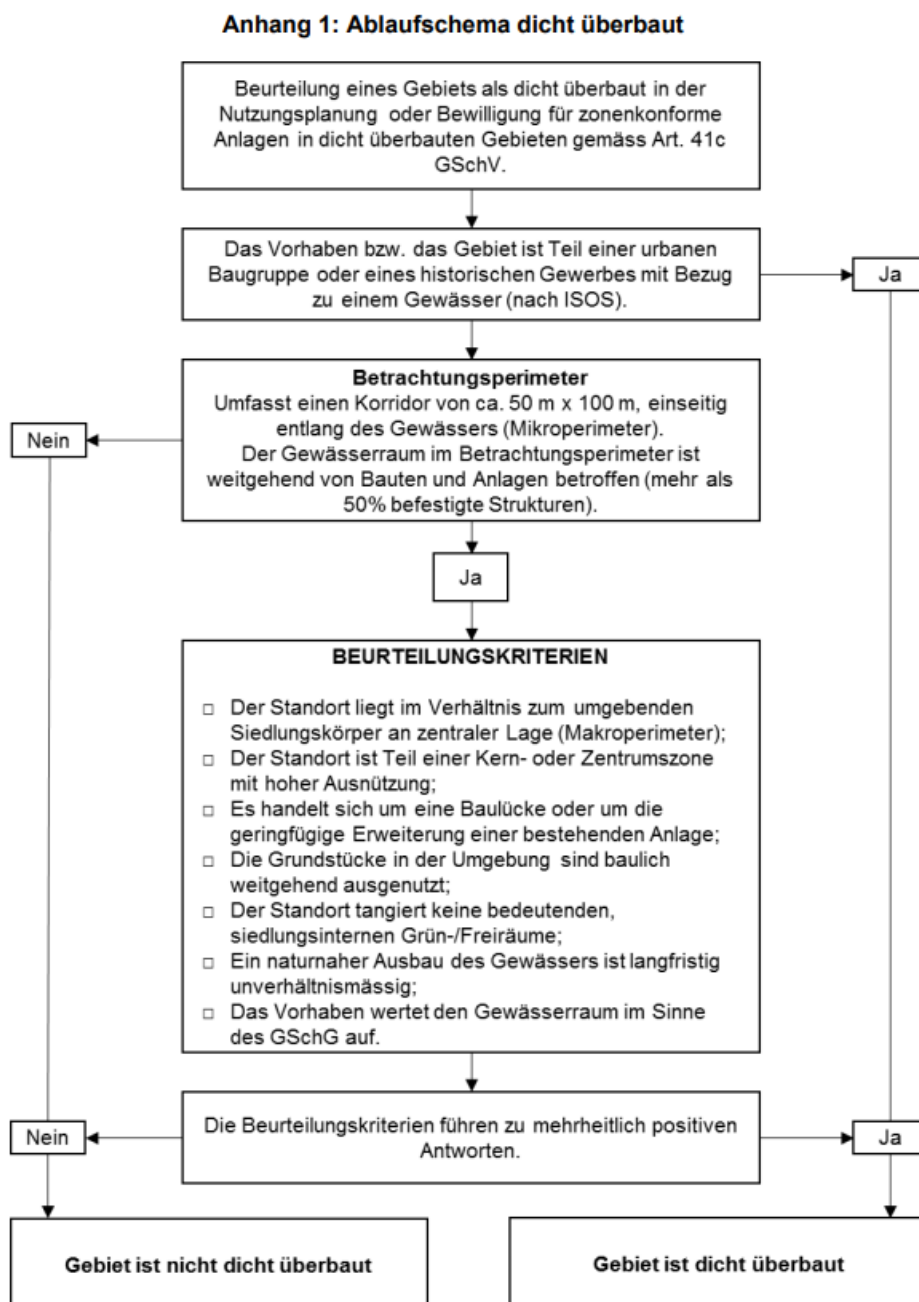 Anhang 1: Ablaufschema dicht überbaut
Beurteilung eines Gebiets als dicht überbaut in der
Nutzungsplanung oder Bewilligung für zonenkonforme
Anlagen in dicht überbauten Gebieten gemäss Art. 41c
GSchV.
Das Vorhaben bzw. das Gebiet ist Teil einer urbanen
Baugruppe oder eines historischen Gewerbes mit Bezug
zu einem Gewässer (nach ISOS).
Ja
Betrachtungsperimeter
Umfasst einen Korridor von ca. 50 m x 100 m, einseitig
entlang des Gewässers (Mikroperimeter).
Der Gewässerraum im Betrachtungsperimeter ist
weitgehend von Bauten und Anlagen betroffen (mehr als
50% befestigte Strukturen).
Nein
Ja
BEURTEILUNGSKRITERIEN
□ Der Standort liegt im Verhältnis zum umgebenden
Siedlungskörper an zentraler Lage (Makroperimeter);
□ Der Standort ist Teil einer Kern- oder Zentrumszone
mit hoher Ausnützung;
□ Es handelt sich um eine Baulücke oder um die
geringfügige Erweiterung einer bestehenden Anlage;
□ Die Grundstücke in der Umgebung sind baulich
weitgehend ausgenutzt;
□ Der Standort tangiert keine bedeutenden,
siedlungsinternen Grün-/Freiräume;
□ Ein naturnaher Ausbau des Gewässers ist langfristig
unverhältnismässig;
□ Das Vorhaben wertet den Gewässerraum im Sinne
des GSchG auf.
Nein
Die Beurteilungskriterien führen zu mehrheitlich positiven
Antworten.
Ja
Gebiet ist nicht dicht überbaut
Gebiet ist dicht überbaut